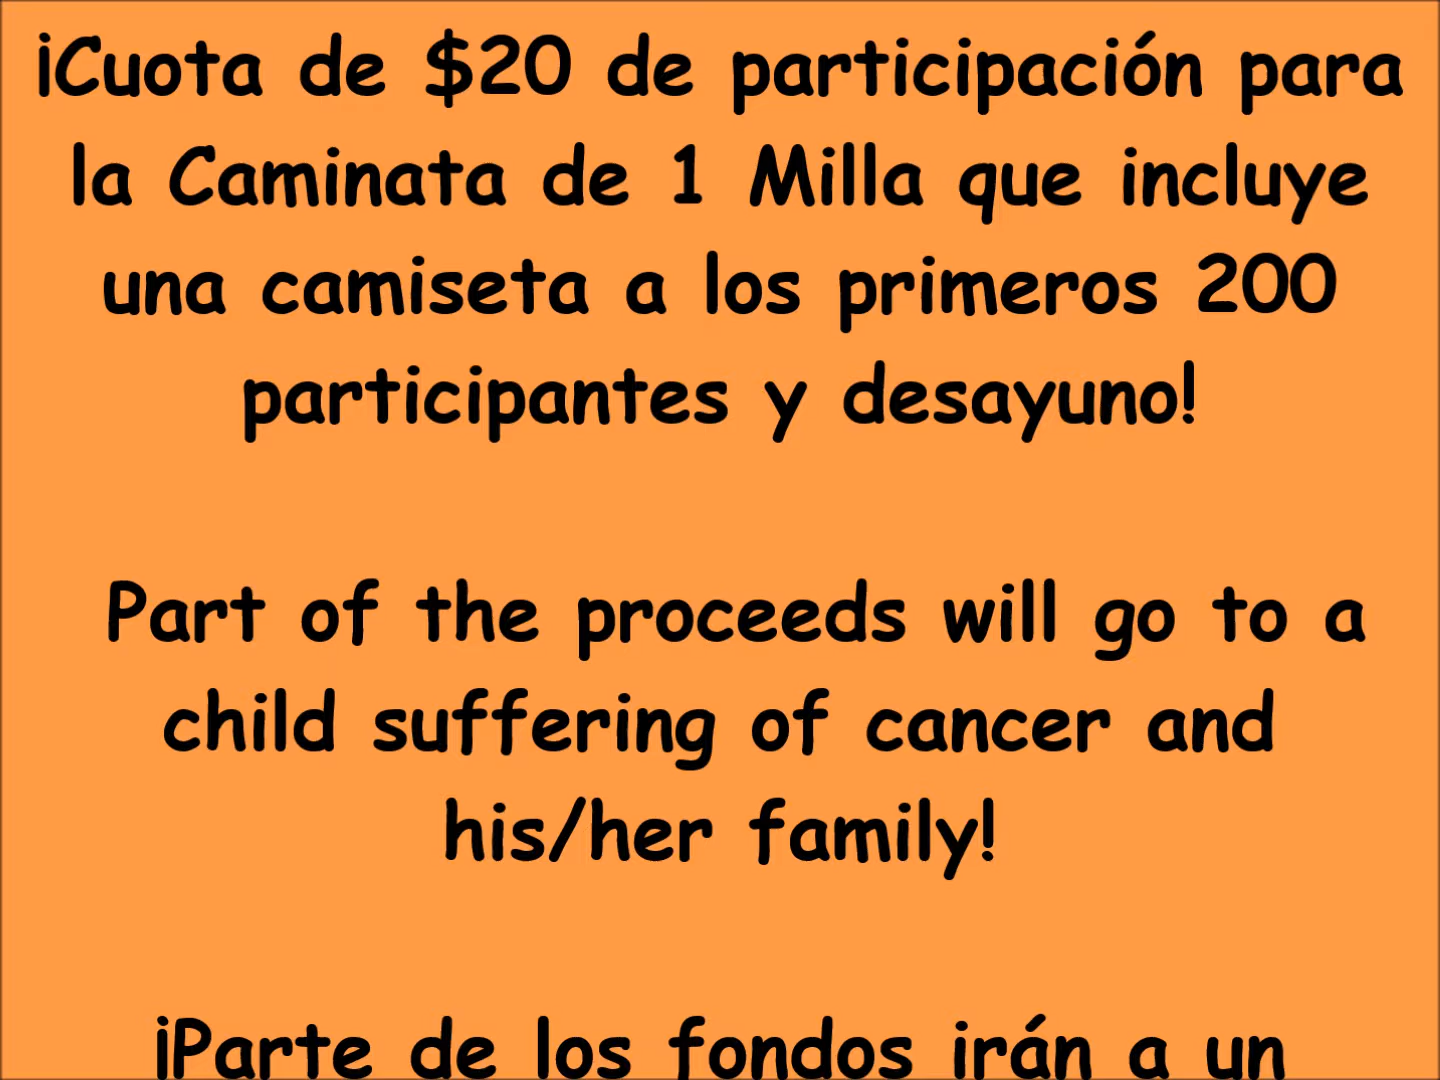 ¡Cuota de $20 de participación para
la Caminata de 1 Milla que incluye
una camiseta a los primeros 200
participantes y desayuno!
Part of the proceeds will go to a
child suffering of cancer and
his/her family!
¡Parte de los fondos irán a un